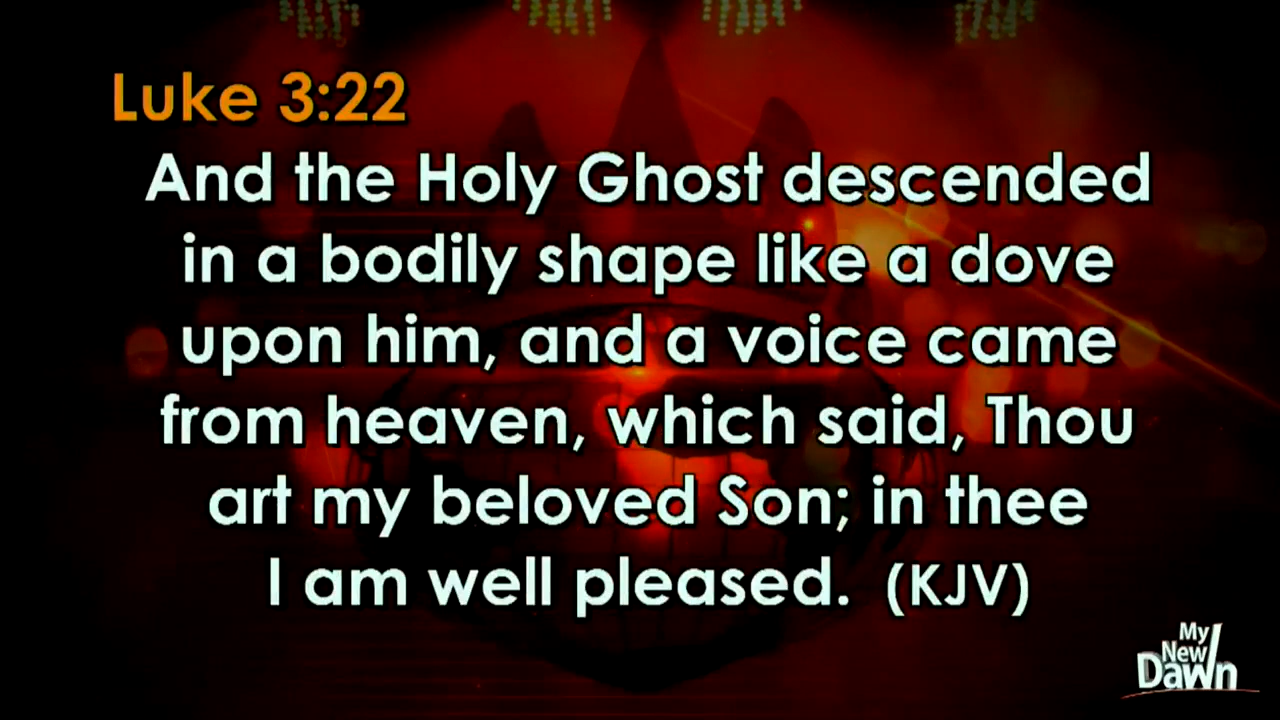 Luke 3:22
And the Holy Ghost descended
in a bodily shape like a dove
upon him, and a voice came
from heaven, which said, Thou
art my beloved Son; in thee
I am well pleased. (KJV)
My
New
Dawn